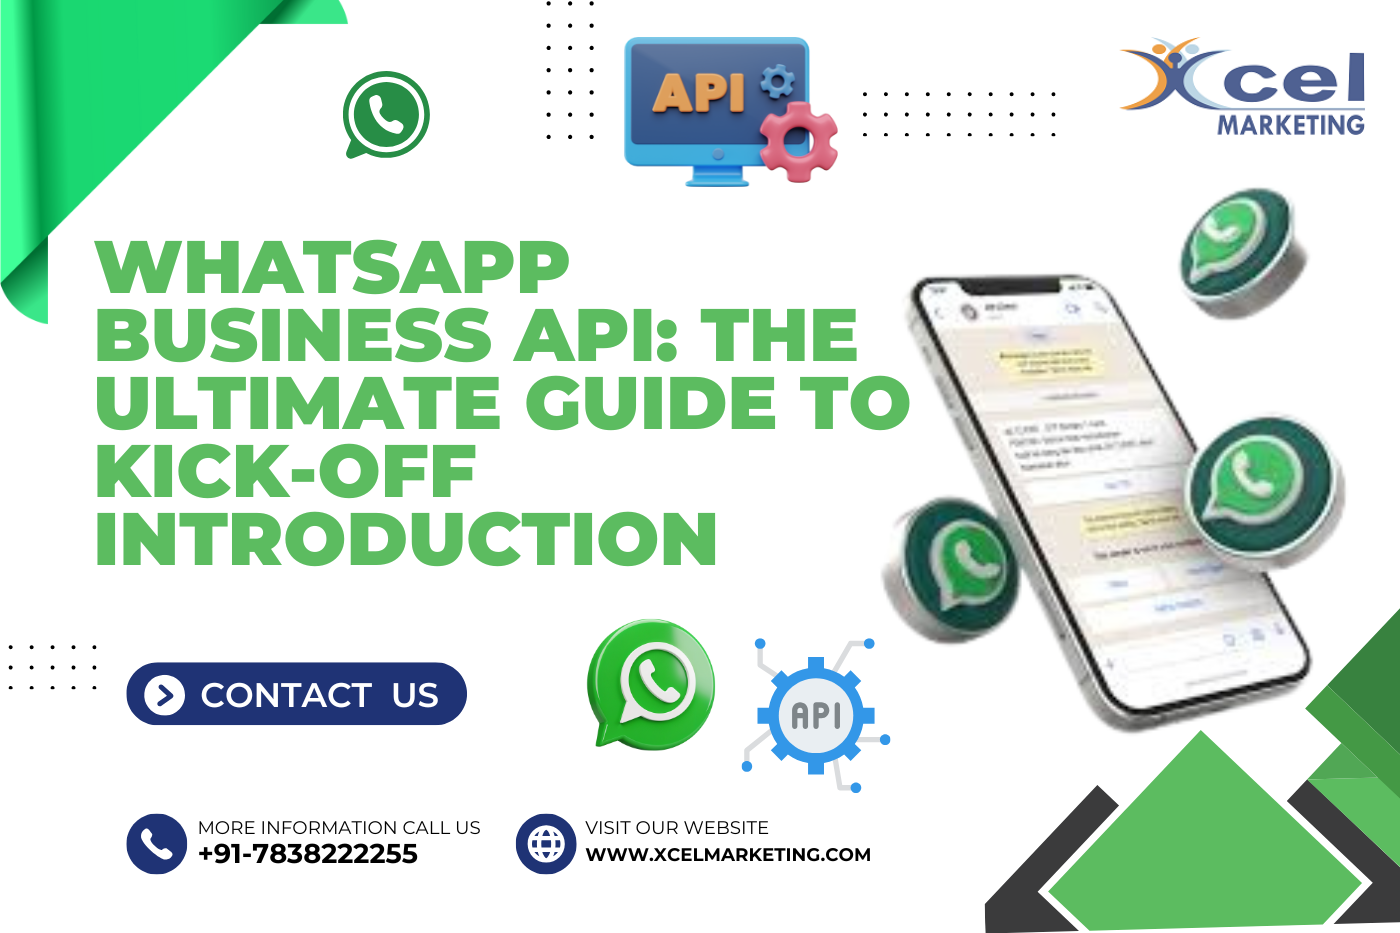 API
Xcel
MARKETING
WHATSAPP
BUSINESS API: THE
ULTIMATE GUIDE TO
KICK-OFF
INTRODUCTION
CONTACT US
API
MORE INFORMATION CALL US
+91-7838222255
VISIT OUR WEBSITE
WWW.XCELMARKETING.COM